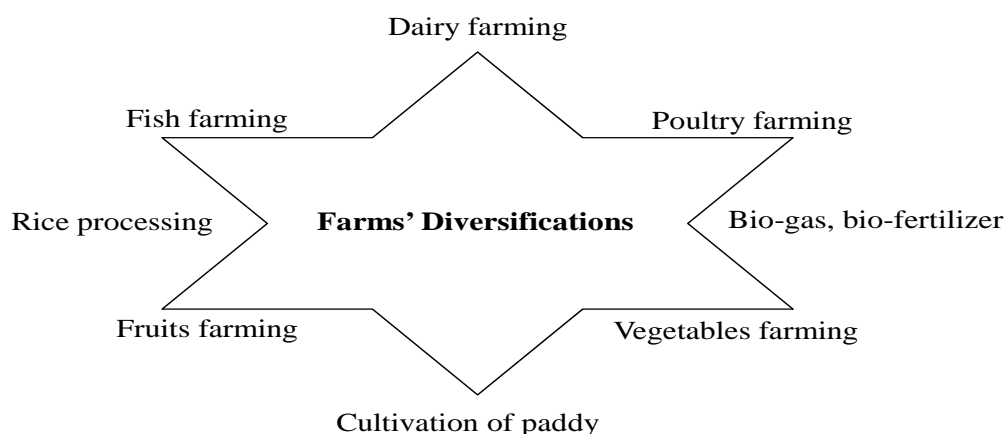 Dairy farming
Fish farming
Poultry farming
Rice processing
Farms’ Diversifications
Bio-gas, bio-fertilizer
Fruits farming
Vegetables farming
Cultivation of paddy